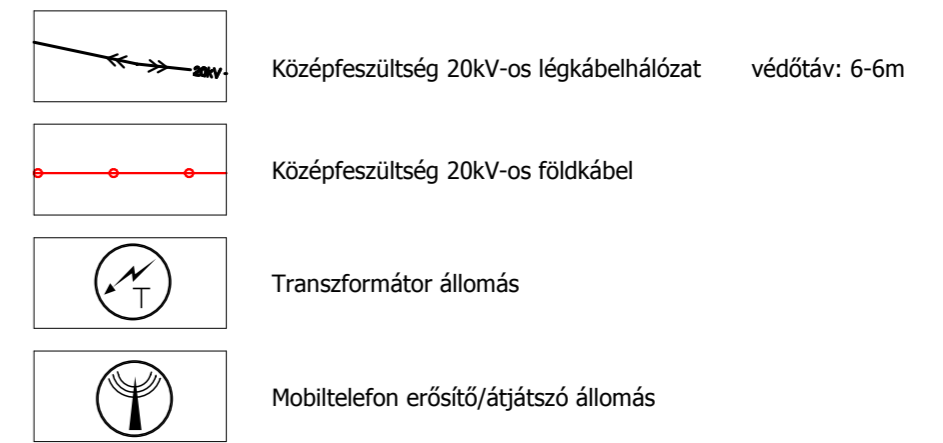 20kV
Középfeszültség 20kV-os légkábelhálózat védőtáv: 6-6m
Középfeszültség 20kV-os földkábel
T
Transzformátor állomás
Mobiltelefon erősítő/átjátszó állomás